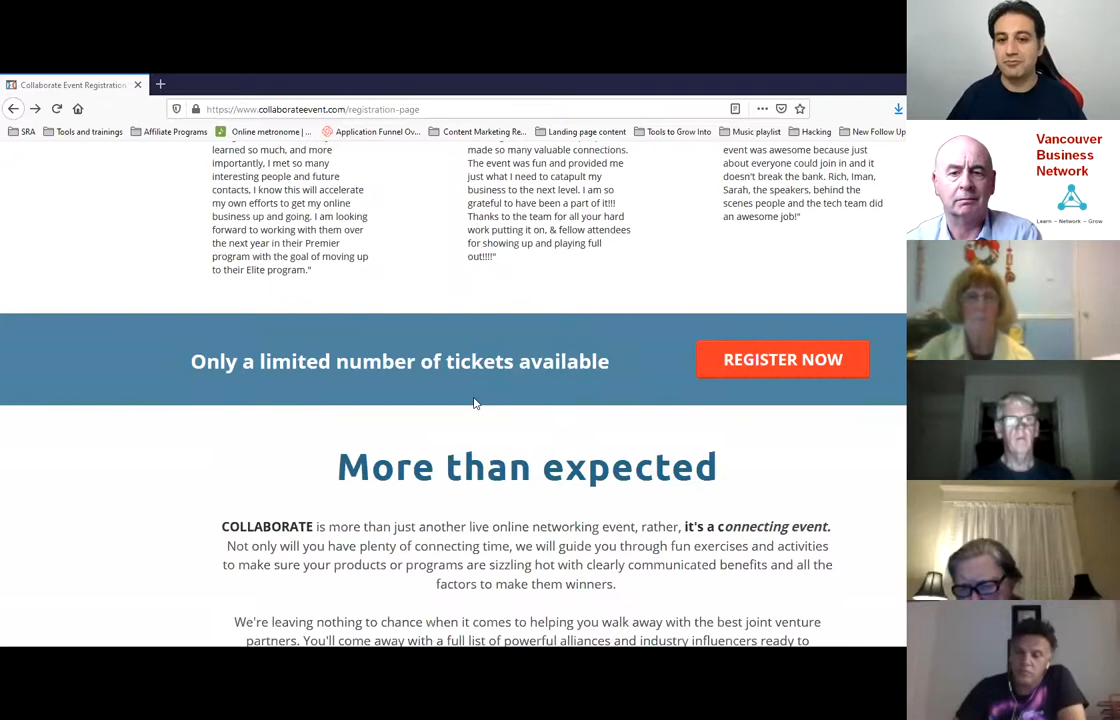 Collaborate Event Registration
https://www.collaborateevent.com/registration-page
SRA
Tools and trainings
Affiliate Programs
Online metronome | ...
Application Funnel Ov...
Content Marketing Re...
Landing page content
Tools to Grow Into
Music playlist
Hacking
New Follow Up
learned so much, and more
importantly, I met so many
interesting people and future
contacts, I know this will accelerate
my own efforts to get my online
business up and going. I am looking
forward to working with them over
the next year in their Premier
program with the goal of moving up
to their Elite program."
made so many valuable connections.
The event was fun and provided me
just what I need to catapult my
business to the next level. I am so
grateful to have been a part of it!!!
Thanks to the team for all your hard
work putting it on, & fellow attendees
for showing up and playing full
out!!!!"
event was awesome because just
about everyone could join in and it
doesn't break the bank. Rich, Iman,
Sarah, the speakers, behind the
scenes people and the tech team did
an awesome job!"
Only a limited number of tickets available
REGISTER NOW
More than expected
COLLABORATE is more than just another live online networking event, rather, it's a connecting event.
Not only will you have plenty of connecting time, we will guide you through fun exercises and activities
to make sure your products or programs are sizzling hot with clearly communicated benefits and all the
factors to make them winners.
We're leaving nothing to chance when it comes to helping you walk away with the best joint venture
partners. You'll come away with a full list of powerful alliances and industry influencers ready to
Vancouver
Business
Network
Learn – Network – Grow